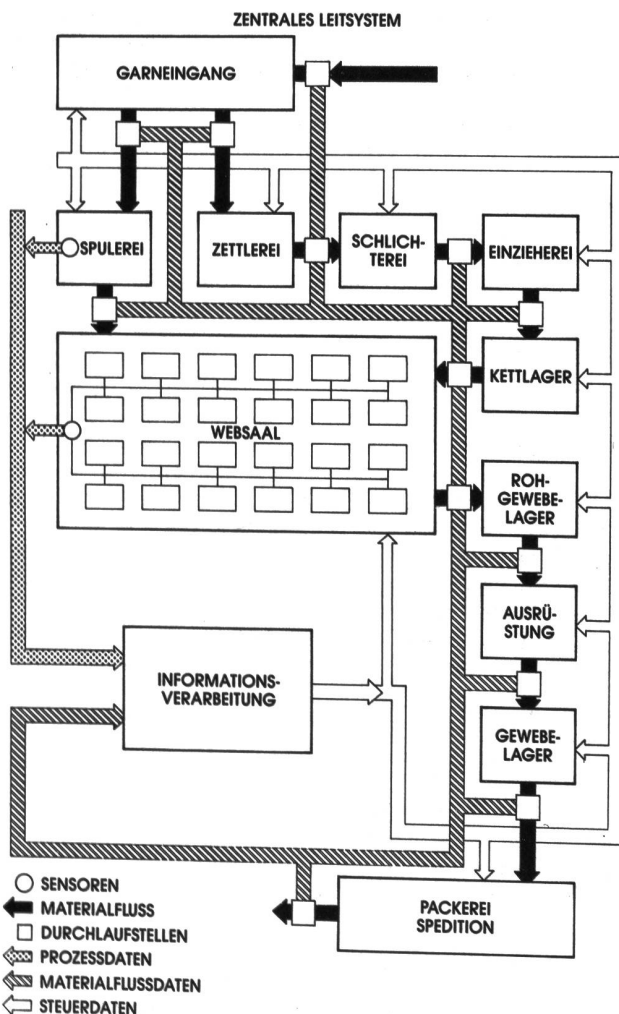 ZENTRALES LEITSYSTEM
GARNEINGANG
SPULEREI
ZETTLEREI
SCHLICH-
TEREI
EINZIEHEREI
WEBSAAL
KETTLAGER
ROH-
GEWEBE-
LAGER
AUSRÜ-
STUNG
INFORMATIONS-
VERARBEITUNG
GEWEBE-
LAGER
PACKEREI
SPEDITION
SENSOREN
MATERIALFLUSS
DURCHLAUFSTELLEN
PROZESSDATEN
MATERIALFLUSSDATEN
STEUERDATEN